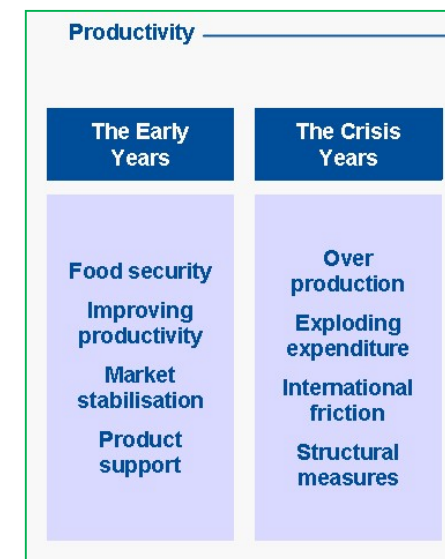 Productivity
The Early
Years
Food security
Improving
productivity
Market
stabilisation
Product
support
The Crisis
Years
Over
production
Exploding
expenditure
International
friction
Structural
measures